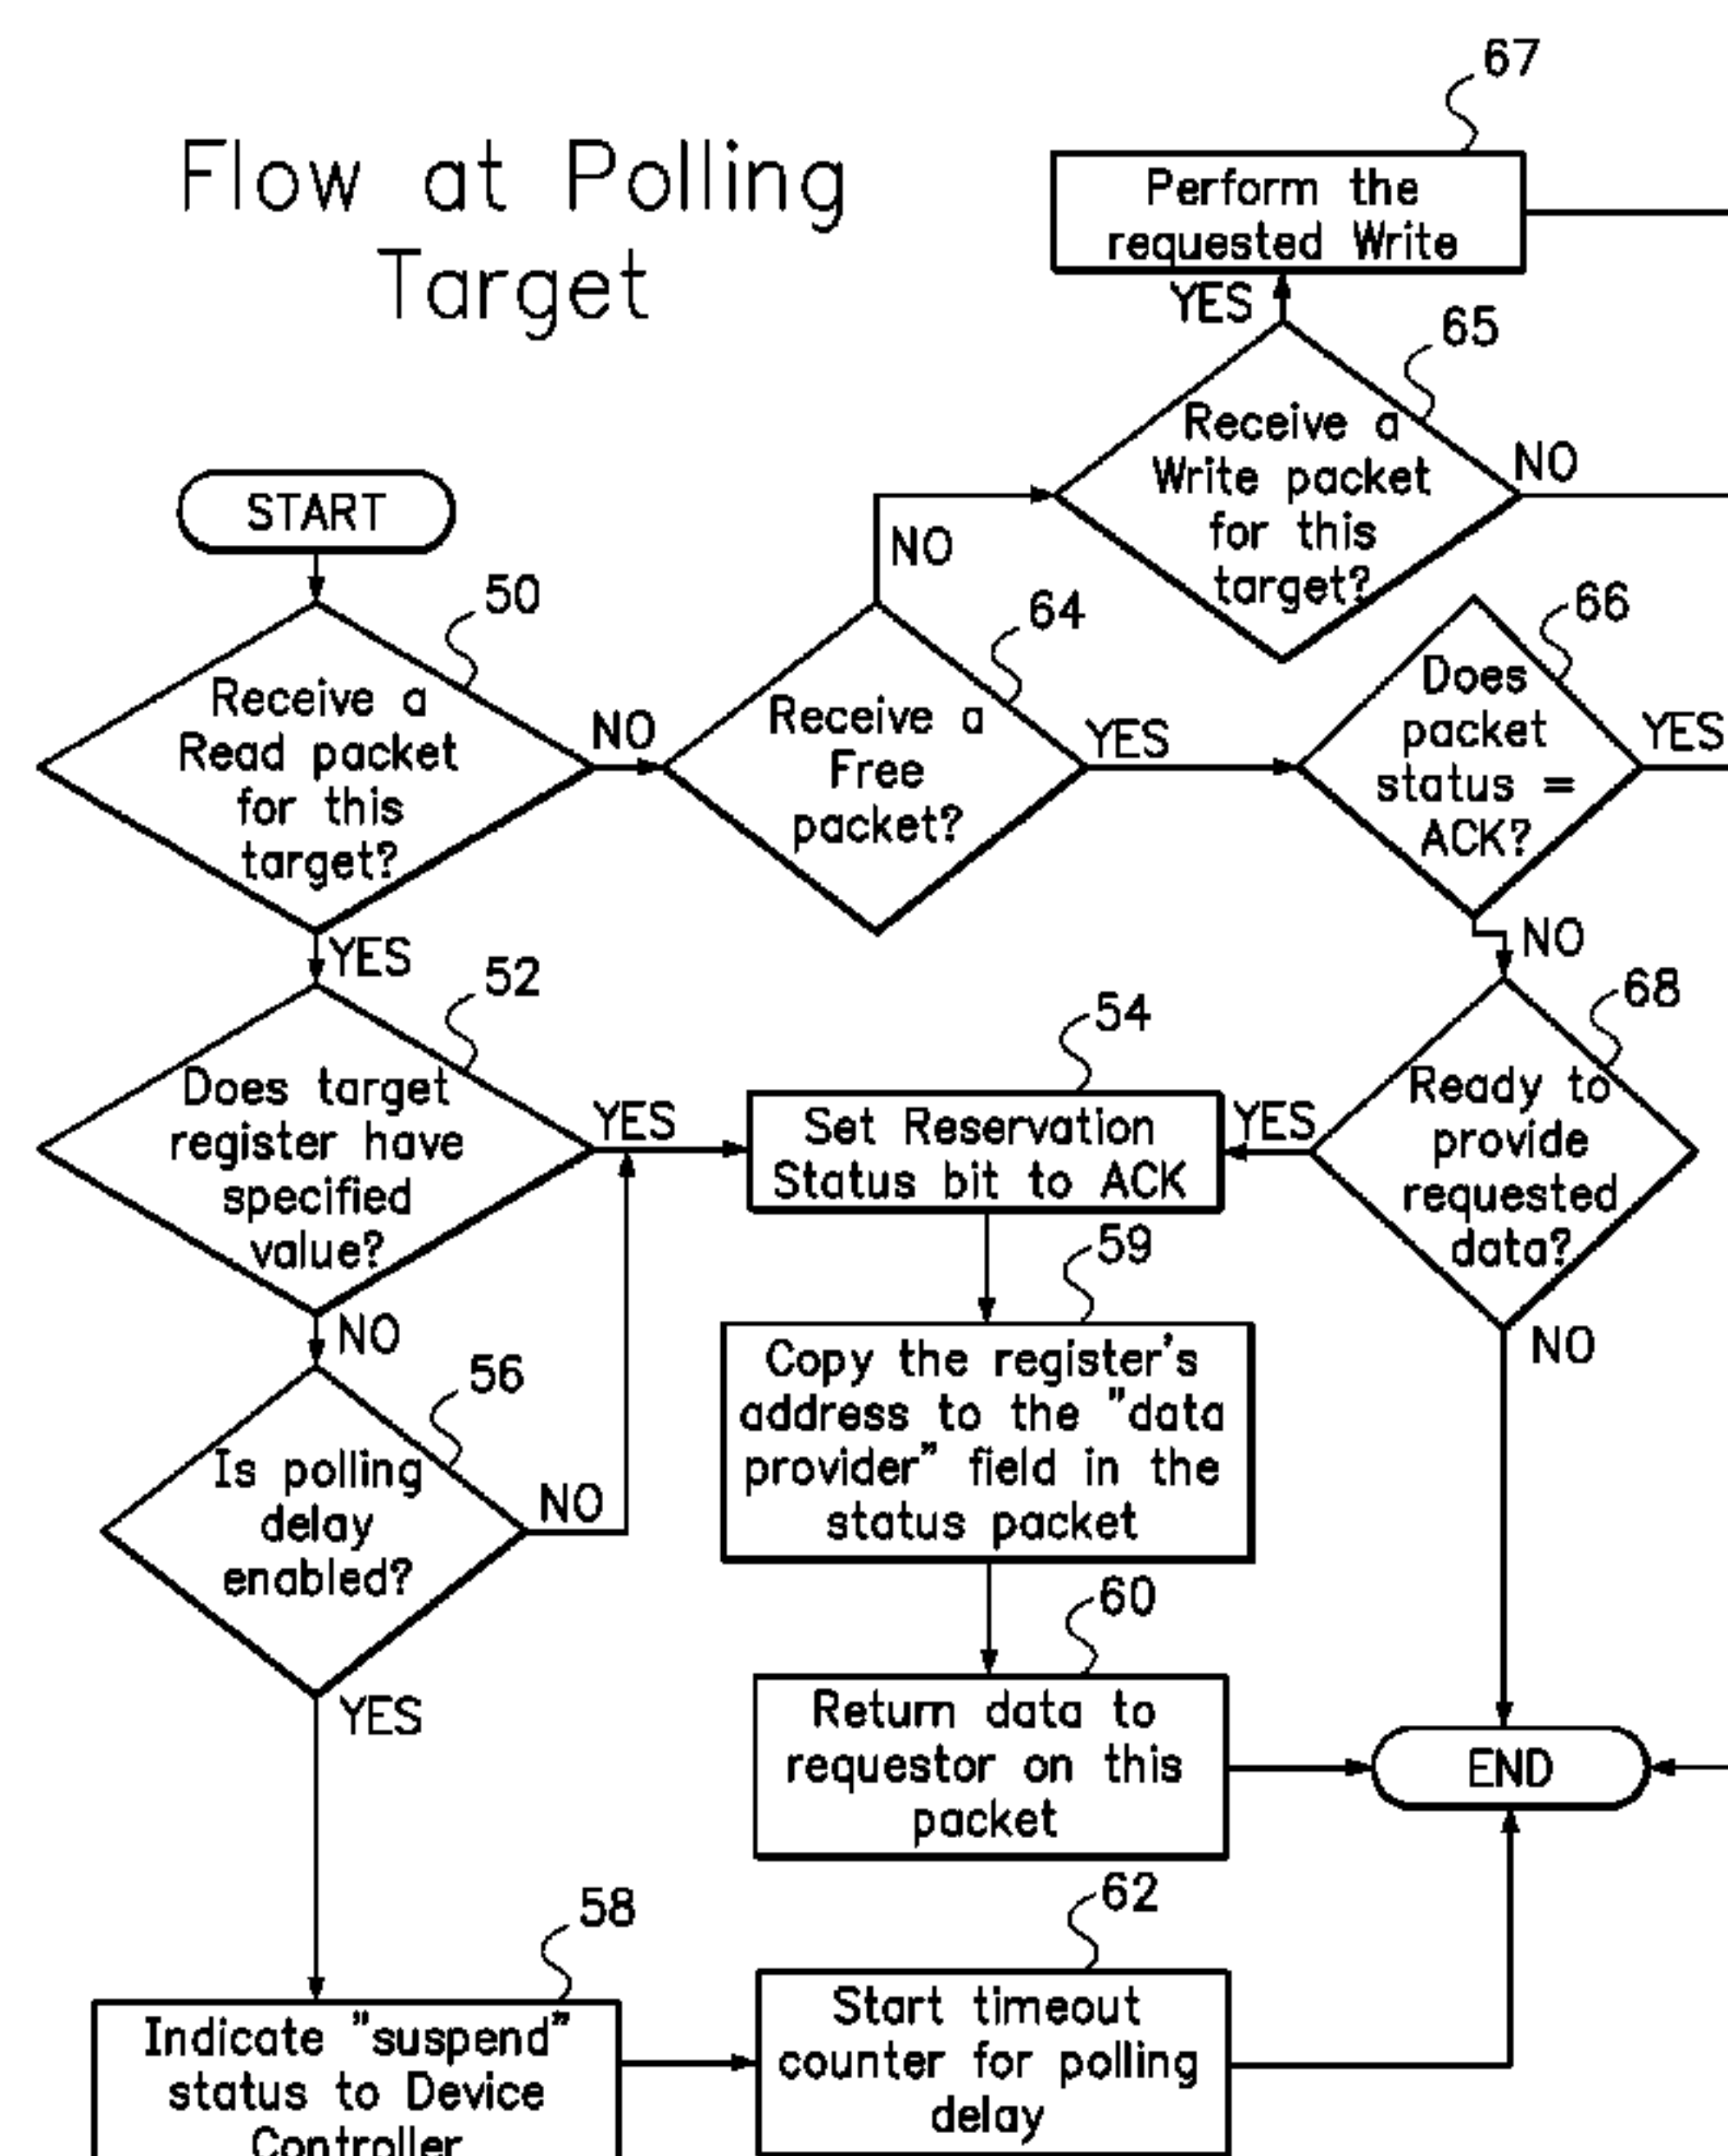 Flow at Polling
Target
67
Perform the
requested Write
YES
65
Receive a
Write packet
for this
target?
NO
START
NO
50
64
66
Receive a
Read packet
for this
target?
NO
Receive a
Free
packet?
YES
Does
packet
status =
ACK?
YES
NO
YES
52
54
68
Does target
register have
specified
value?
YES
Set Reservation
Status bit to ACK
YES
Ready to
provide
requested
data?
59
NO
NO
56
Copy the register's
address to the "data
provider" field in the
status packet
Is polling
delay
enabled?
NO
60
YES
Return data to
requestor on this
packet
END
58
62
Indicate "suspend"
status to Device
Controller
Start timeout
counter for polling
delay